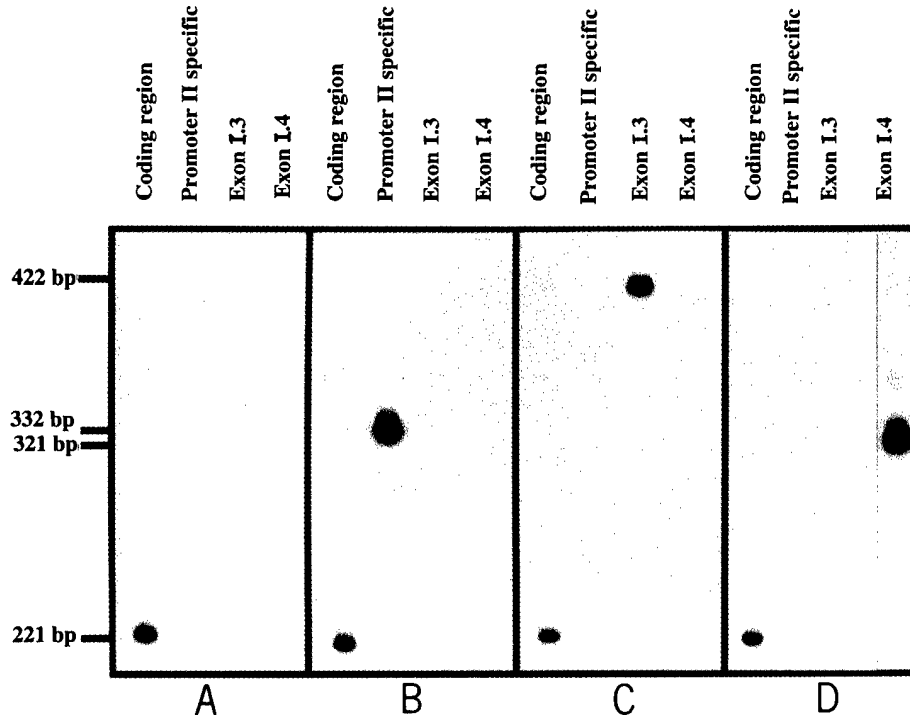 Coding region
Promoter II specific
Exon I.3
Exon I.4
Coding region
Promoter II specific
Exon I.3
Exon I.4
Coding region
Promoter II specific
Exon I.3
Exon I.4
Coding region
Promoter II specific
Exon I.3
Exon I.4
422 bp
332 bp
321 bp
221 bp
A
B
C
D